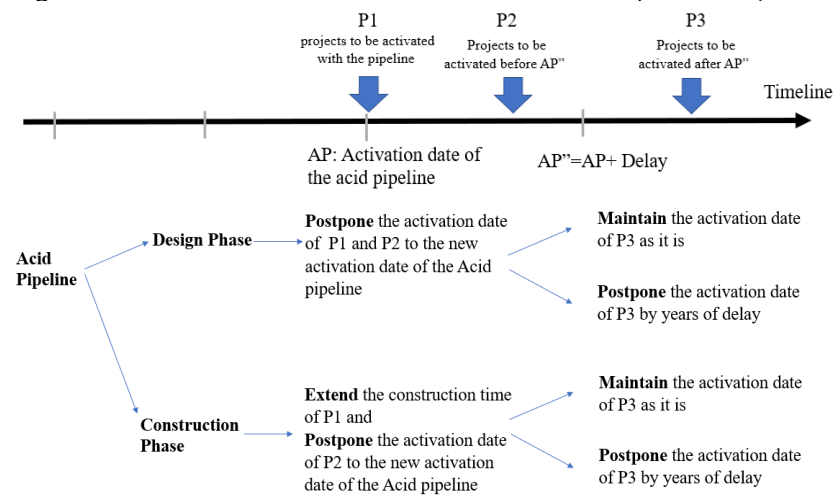 P1
projects to be activated
with the pipeline
P2
Projects to be
activated before AP”
P3
Projects to be
activated after AP”
Timeline
AP: Activation date of
the acid pipeline
AP”=AP+ Delay
Acid
Pipeline
Design Phase
Postpone the activation date
of P1 and P2 to the new
activation date of the Acid
pipeline
Maintain the activation date
of P3 as it is
Postpone the activation date
of P3 by years of delay
Construction
Phase
Extend the construction time
of P1 and
Postpone the activation date
of P2 to the new activation
date of the Acid pipeline
Maintain the activation date
of P3 as it is
Postpone the activation date
of P3 by years of delay